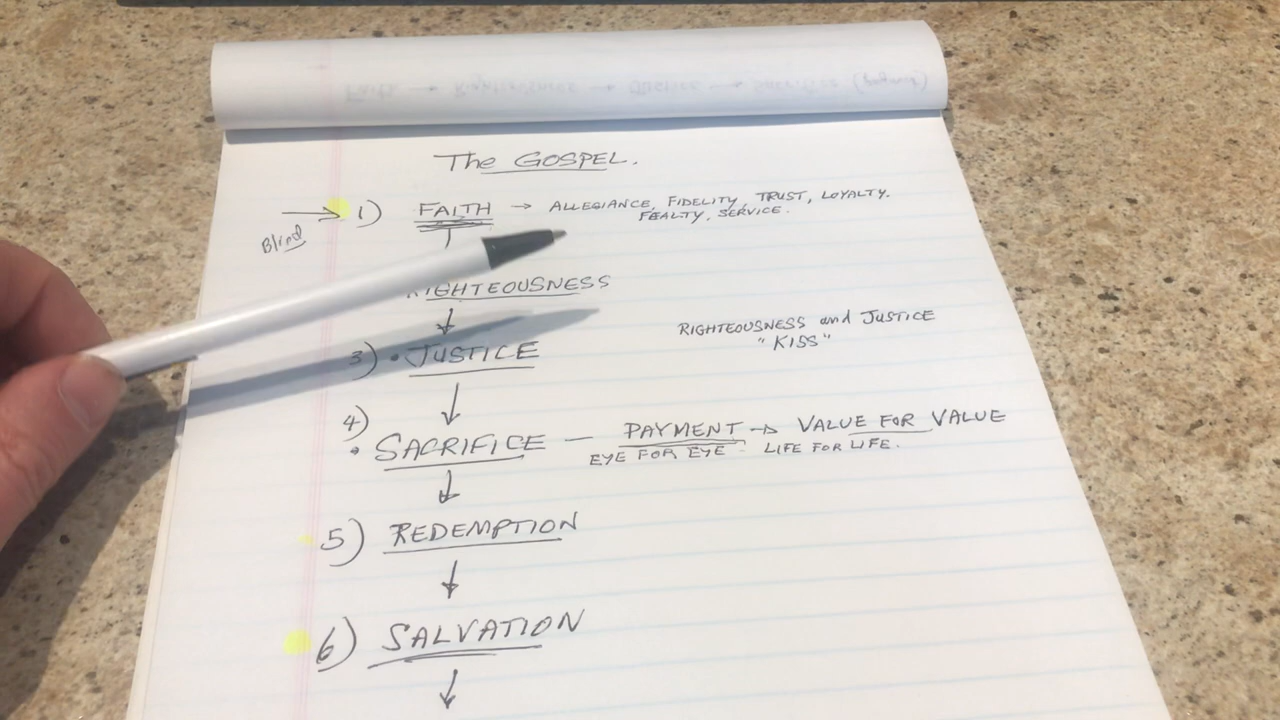 The GOSPEL.
1) FAITH → ALLEGIANCE, FIDELITY, TRUST, LOYALTY.
FEALTY, SERVICE.
Blind
RIGHTEOUSNESS
RIGHTEOUSNESS and JUSTICE
"KISS"
3) • JUSTICE
4)
• SACRIFICE — PAYMENT → VALUE FOR VALUE
EYE FOR EYE LIFE FOR LIFE.
5) REDEMPTION
6) SALVATION